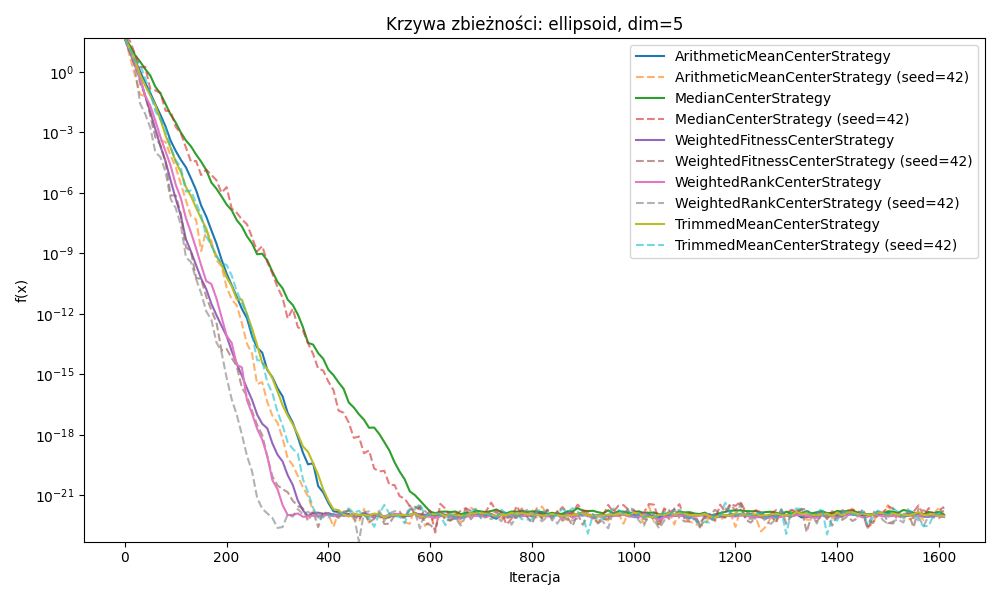 Krzywa zbieżności: ellipsoid, dim=5
ArithmeticMeanCenterStrategy
ArithmeticMeanCenterStrategy (seed=42)
MedianCenterStrategy
MedianCenterStrategy (seed=42)
WeightedFitnessCenterStrategy
WeightedFitnessCenterStrategy (seed=42)
WeightedRankCenterStrategy
WeightedRankCenterStrategy (seed=42)
TrimmedMeanCenterStrategy
TrimmedMeanCenterStrategy (seed=42)
f(x)
10⁰
10⁻³
10⁻⁶
10⁻⁹
10⁻¹²
10⁻¹⁵
10⁻¹⁸
10⁻²¹
0 200 400 600 800 1000 1200 1400 1600
Iteracja